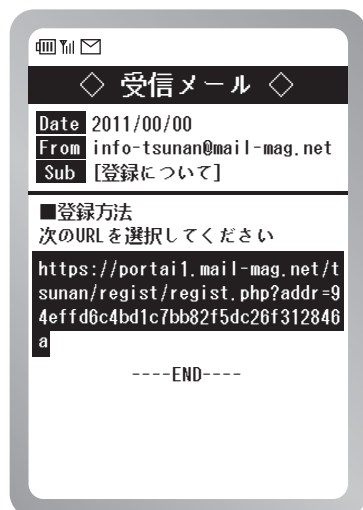 ◇ 受信メール ◇
Date 2011/00/00
From info-tsunan@mail-mag.net
Sub [登録について]
■登録方法
次のURLを選択してください
https://portai1.mail-mag.net/t
sunan/regist/regist.php?addr=9
4effd6c4bd1c7bb82f5dc26f312846
a
----END----